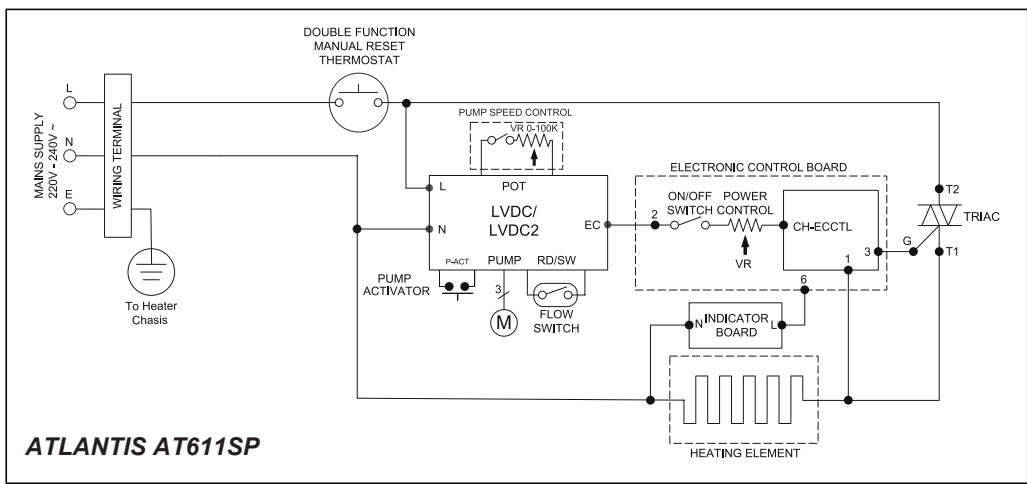 DOUBLE FUNCTION
MANUAL RESET
THERMOSTAT
MAINS SUPPLY
220V - 240V ~
L
N
E
WIRING TERMINAL
To Heater
Chasis
PUMP SPEED CONTROL
VR 0-100K
POT
L
N
LVDC/
LVDC2
EC
P-ACT
PUMP
RD/SW
PUMP
ACTIVATOR
3
M
FLOW
SWITCH
ELECTRONIC CONTROL BOARD
2
ON/OFF
SWITCH
POWER
CONTROL
VR
CH-ECCTL
3
1
6
G
T2
TRIAC
T1
N
INDICATOR
BOARD
L
HEATING ELEMENT
ATLANTIS AT611SP